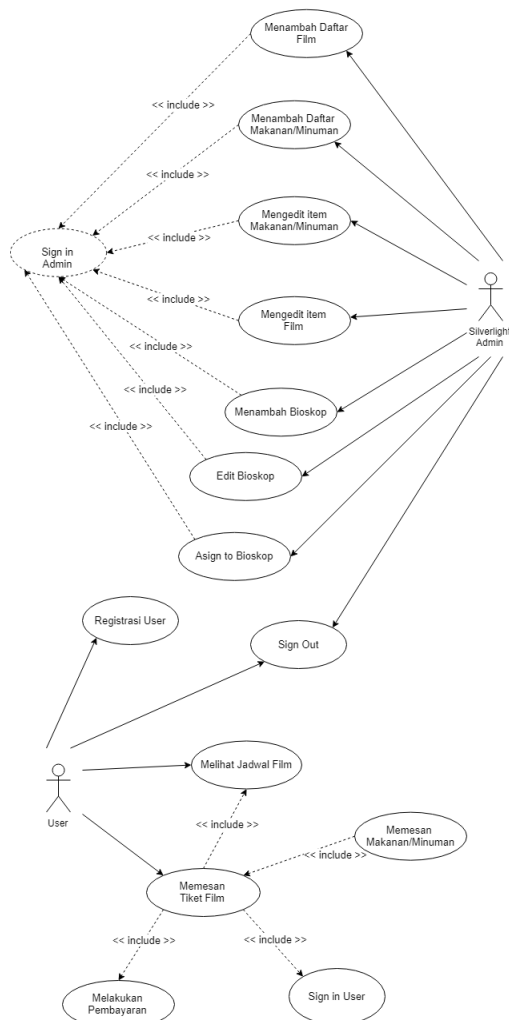 Menambah Daftar
Film
<< include >>
Menambah Daftar
Makanan/Minuman
<< include >>
Mengedit item
Makanan/Minuman
<< include >>
Sign in
Admin
<< include >>
Mengedit item
Film
Silverlight
Admin
<< include >>
<< include >>
Menambah Bioskop
<< include >>
Edit Bioskop
Asign to Bioskop
Registrasi User
Sign Out
Melihat Jadwal Film
User
<< include >>
Memesan
Makanan/Minuman
<< include >>
Memesan
Tiket Film
<< include >>
<< include >>
Melakukan
Pembayaran
Sign in User